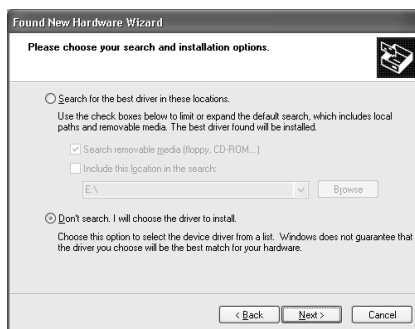 Found New Hardware Wizard
Please choose your search and installation options.
Search for the best driver in these locations.
Use the check boxes below to limit or expand the default search, which includes local
paths and removable media. The best driver found will be installed.
Search removable media (floppy, CD-ROM...)
Include this location in the search:
E:\
Browse
Don't search. I will choose the driver to install.
Choose this option to select the device driver from a list. Windows does not guarantee that
the driver you choose will be the best match for your hardware.
< Back Next > Cancel